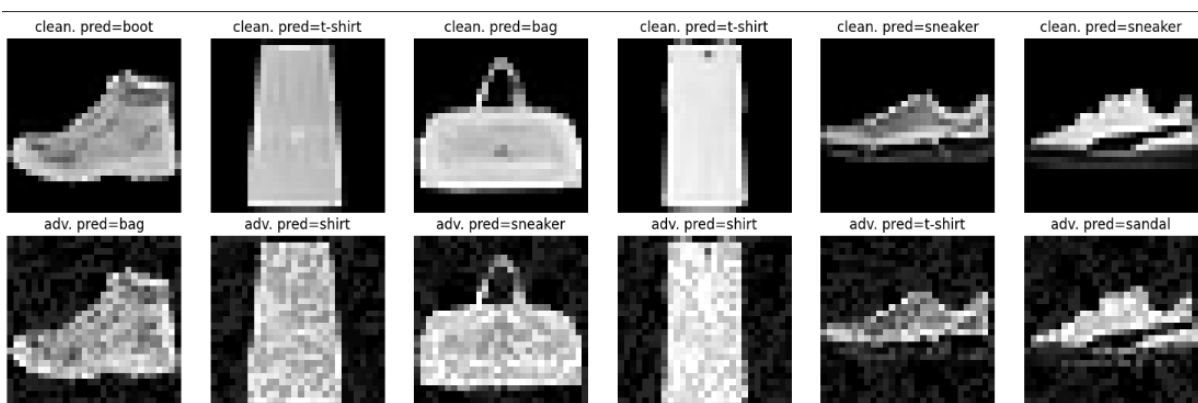 clean. pred=boot
clean. pred=t-shirt
clean. pred=bag
clean. pred=t-shirt
clean. pred=sneaker
clean. pred=sneaker
adv. pred=bag
adv. pred=shirt
adv. pred=sneaker
adv. pred=shirt
adv. pred=t-shirt
adv. pred=sandal